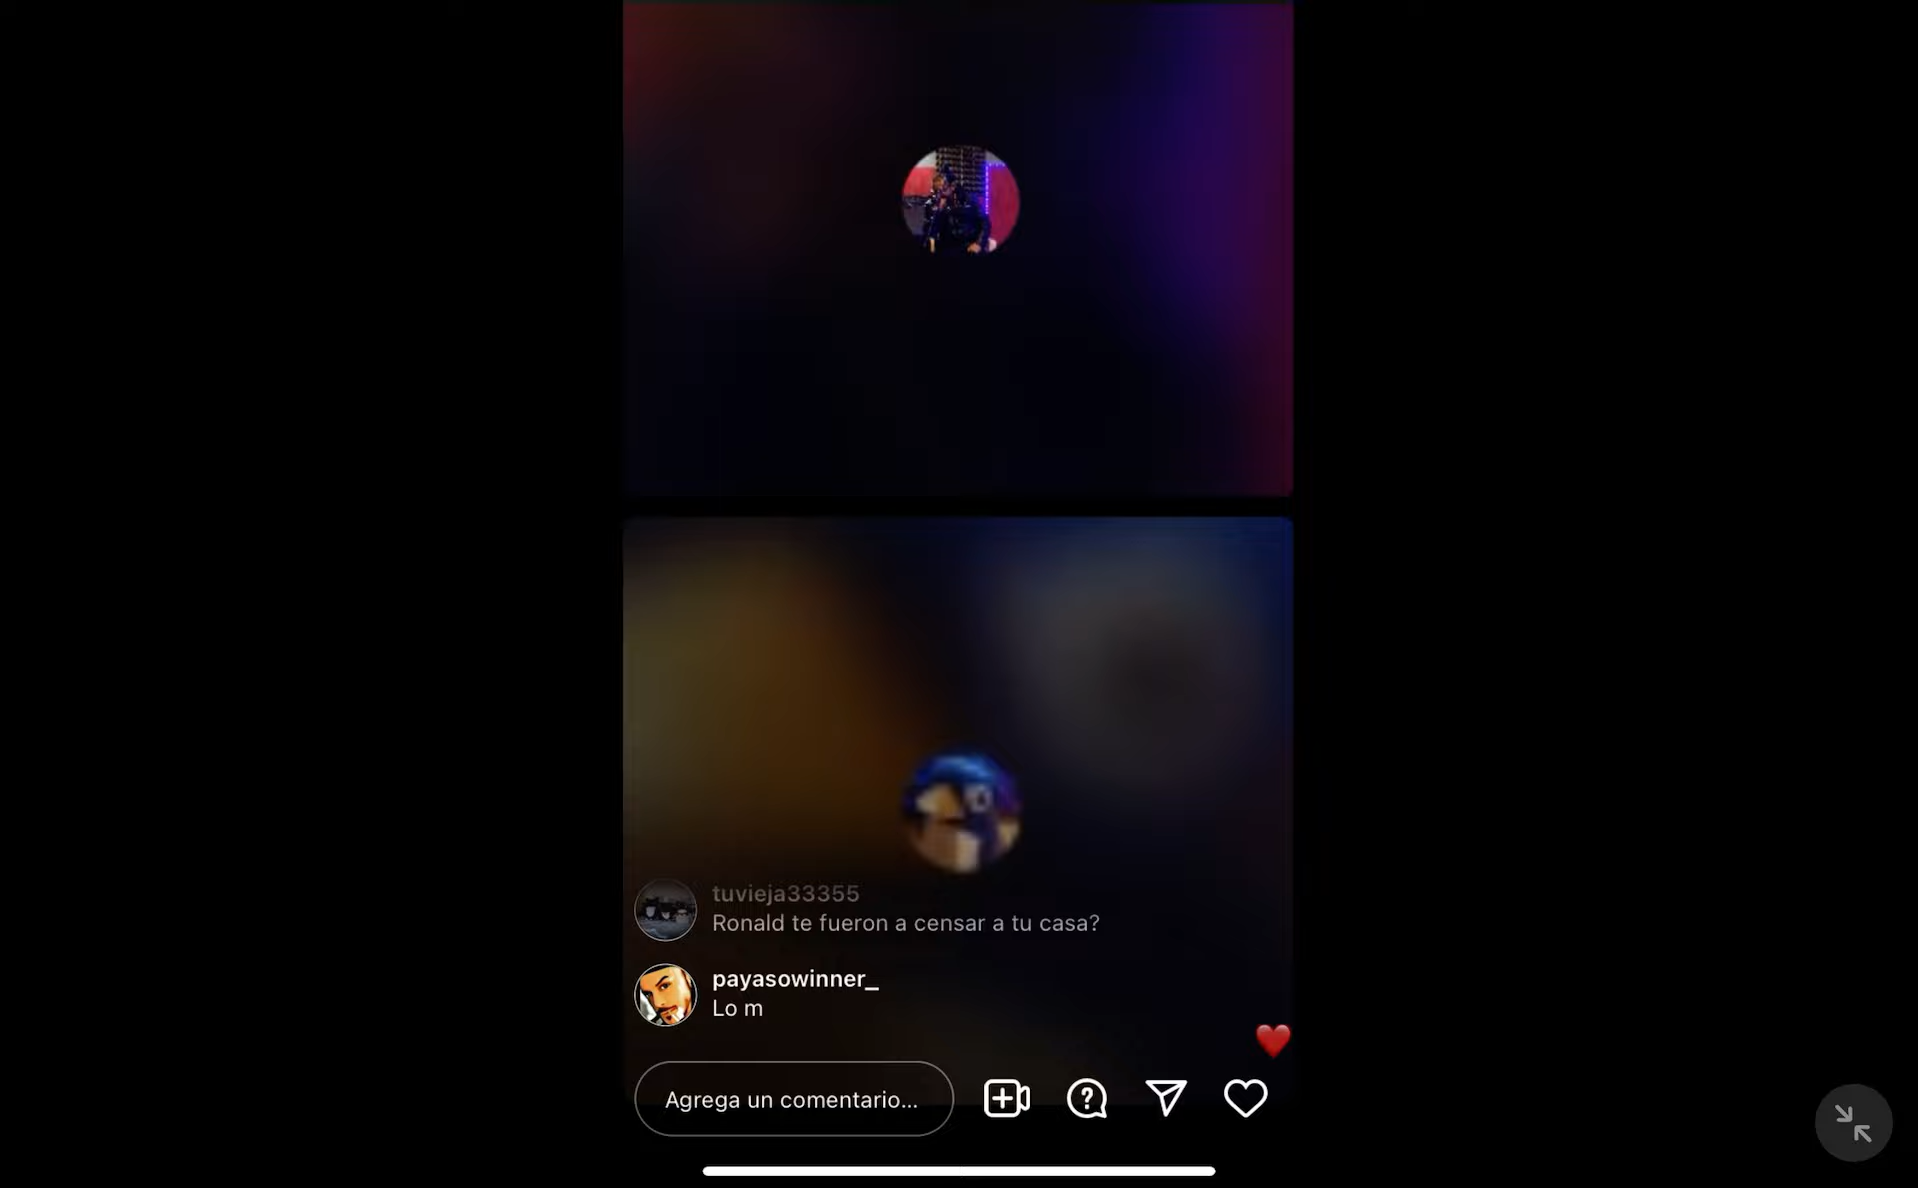 tuvieja33355
Ronald te fueron a censar a tu casa?
payasowinner_
Lo m
Agrega un comentario...